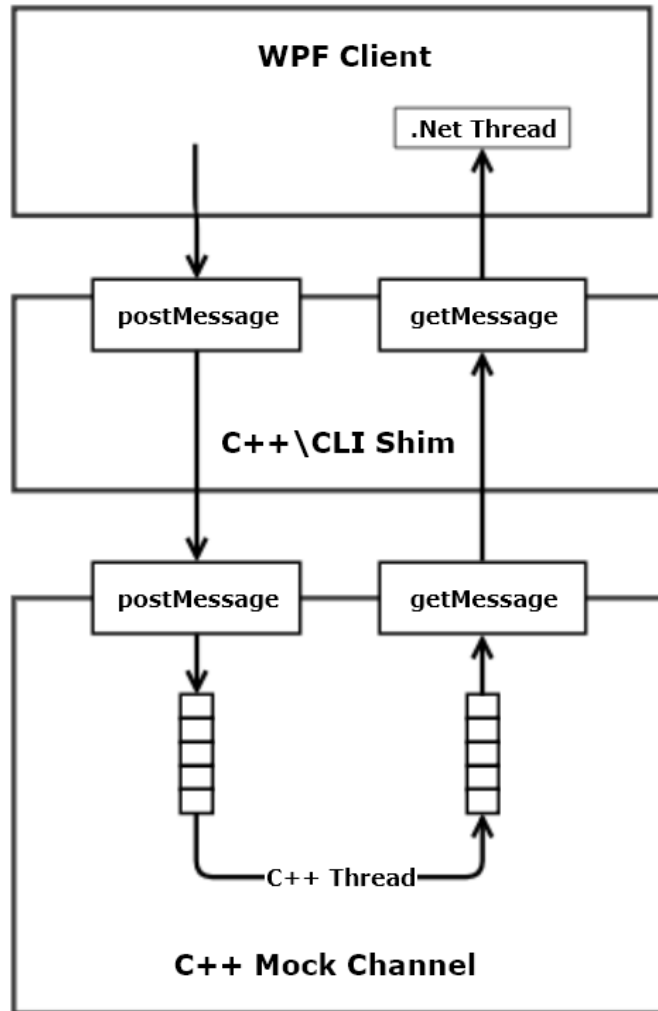 WPF Client
.Net Thread
postMessage
getMessage
C++\CLI Shim
postMessage
getMessage
C++ Thread
C++ Mock Channel